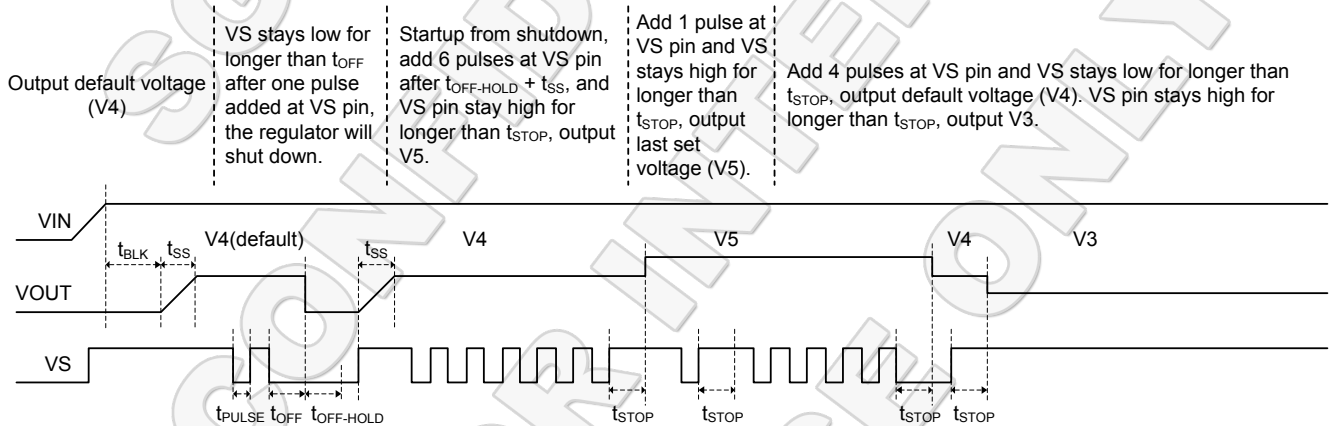 Output default voltage
(V4)
VS stays low for
longer than tOFF
after one pulse
added at VS pin,
the regulator will
shut down.
Startup from shutdown,
add 6 pulses at VS pin
after tOFF-HOLD + tSS, and
VS pin stay high for
longer than tSTOP, output
V5.
Add 1 pulse at
VS pin and VS
stays high for
longer than
tSTOP, output
last set
voltage (V5).
Add 4 pulses at VS pin and VS stays low for longer than
tSTOP, output default voltage (V4). VS pin stays high for
longer than tSTOP, output V3.
VIN
tBLK
tSS
V4(default)
tSS
V4
V5
V4
V3
VOUT
VS
tPULSE
tOFF
tOFF-HOLD
tSTOP
tSTOP
tSTOP
tSTOP